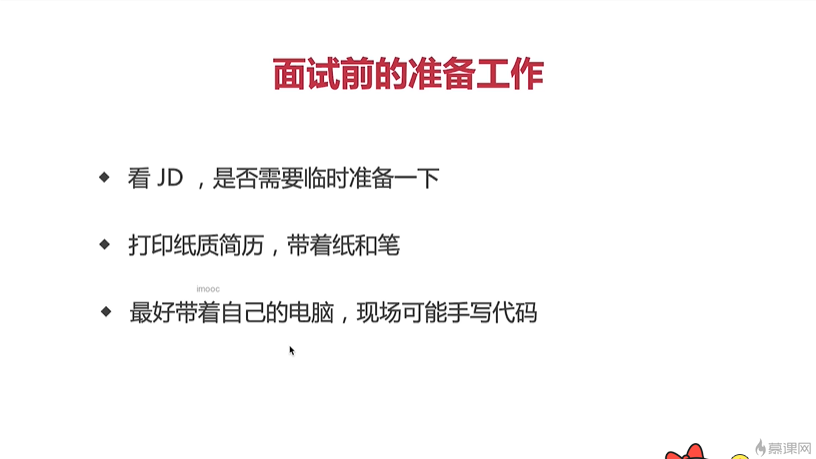 面试前的准备工作
看 JD ，是否需要临时准备一下
打印纸质简历，带着纸和笔
imooc
最好带着自己的电脑，现场可能手写代码
慕课网